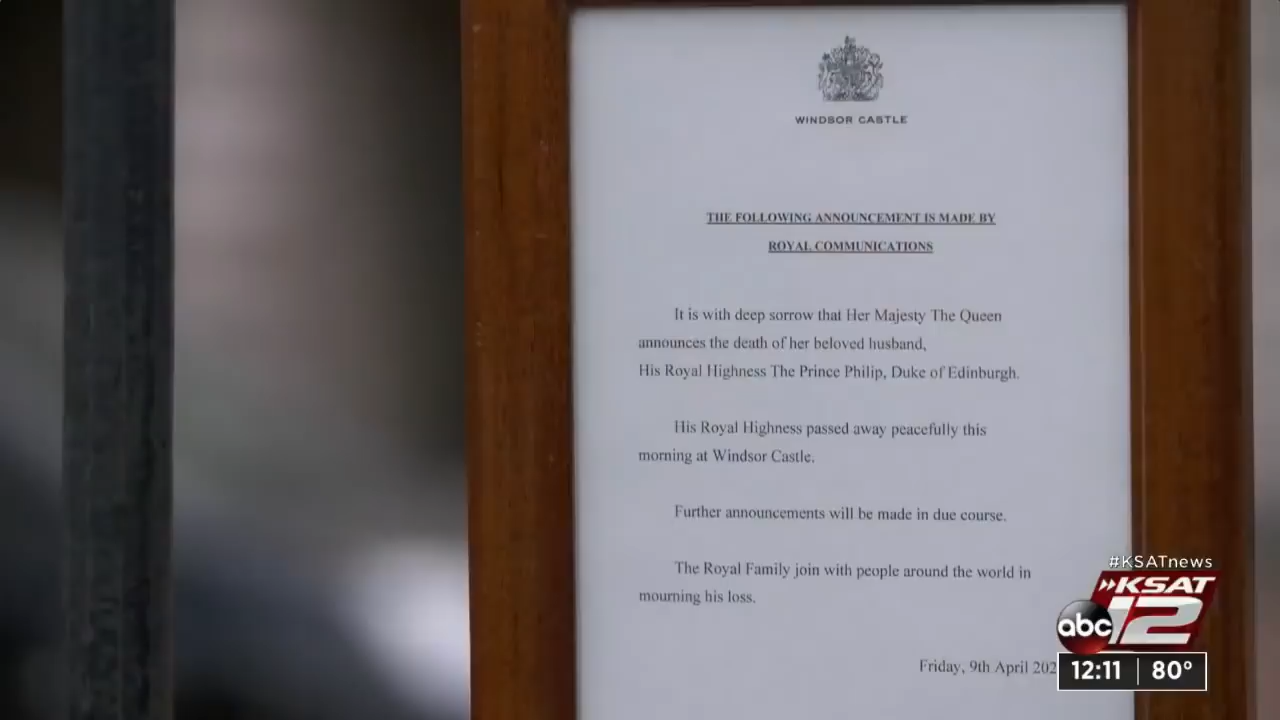 WINDSOR CASTLE
THE FOLLOWING ANNOUNCEMENT IS MADE BY
ROYAL COMMUNICATIONS
It is with deep sorrow that Her Majesty The Queen
announces the death of her beloved husband,
His Royal Highness The Prince Philip, Duke of Edinburgh.
His Royal Highness passed away peacefully this
morning at Windsor Castle.
Further announcements will be made in due course.
The Royal Family join with people around the world in
mourning his loss.
Friday, 9th April 202
#KSATnews
KSAT
abc 12
12:11 80°